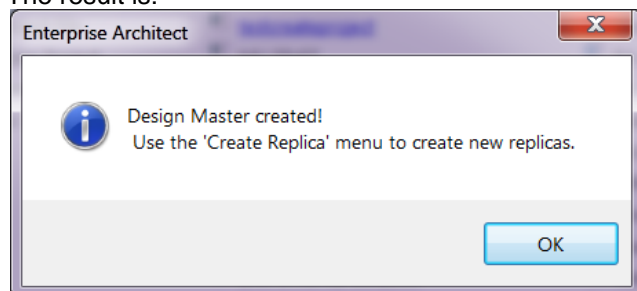 The result is:
Enterprise Architect
Design Master created!
Use the 'Create Replica' menu to create new replicas.
OK